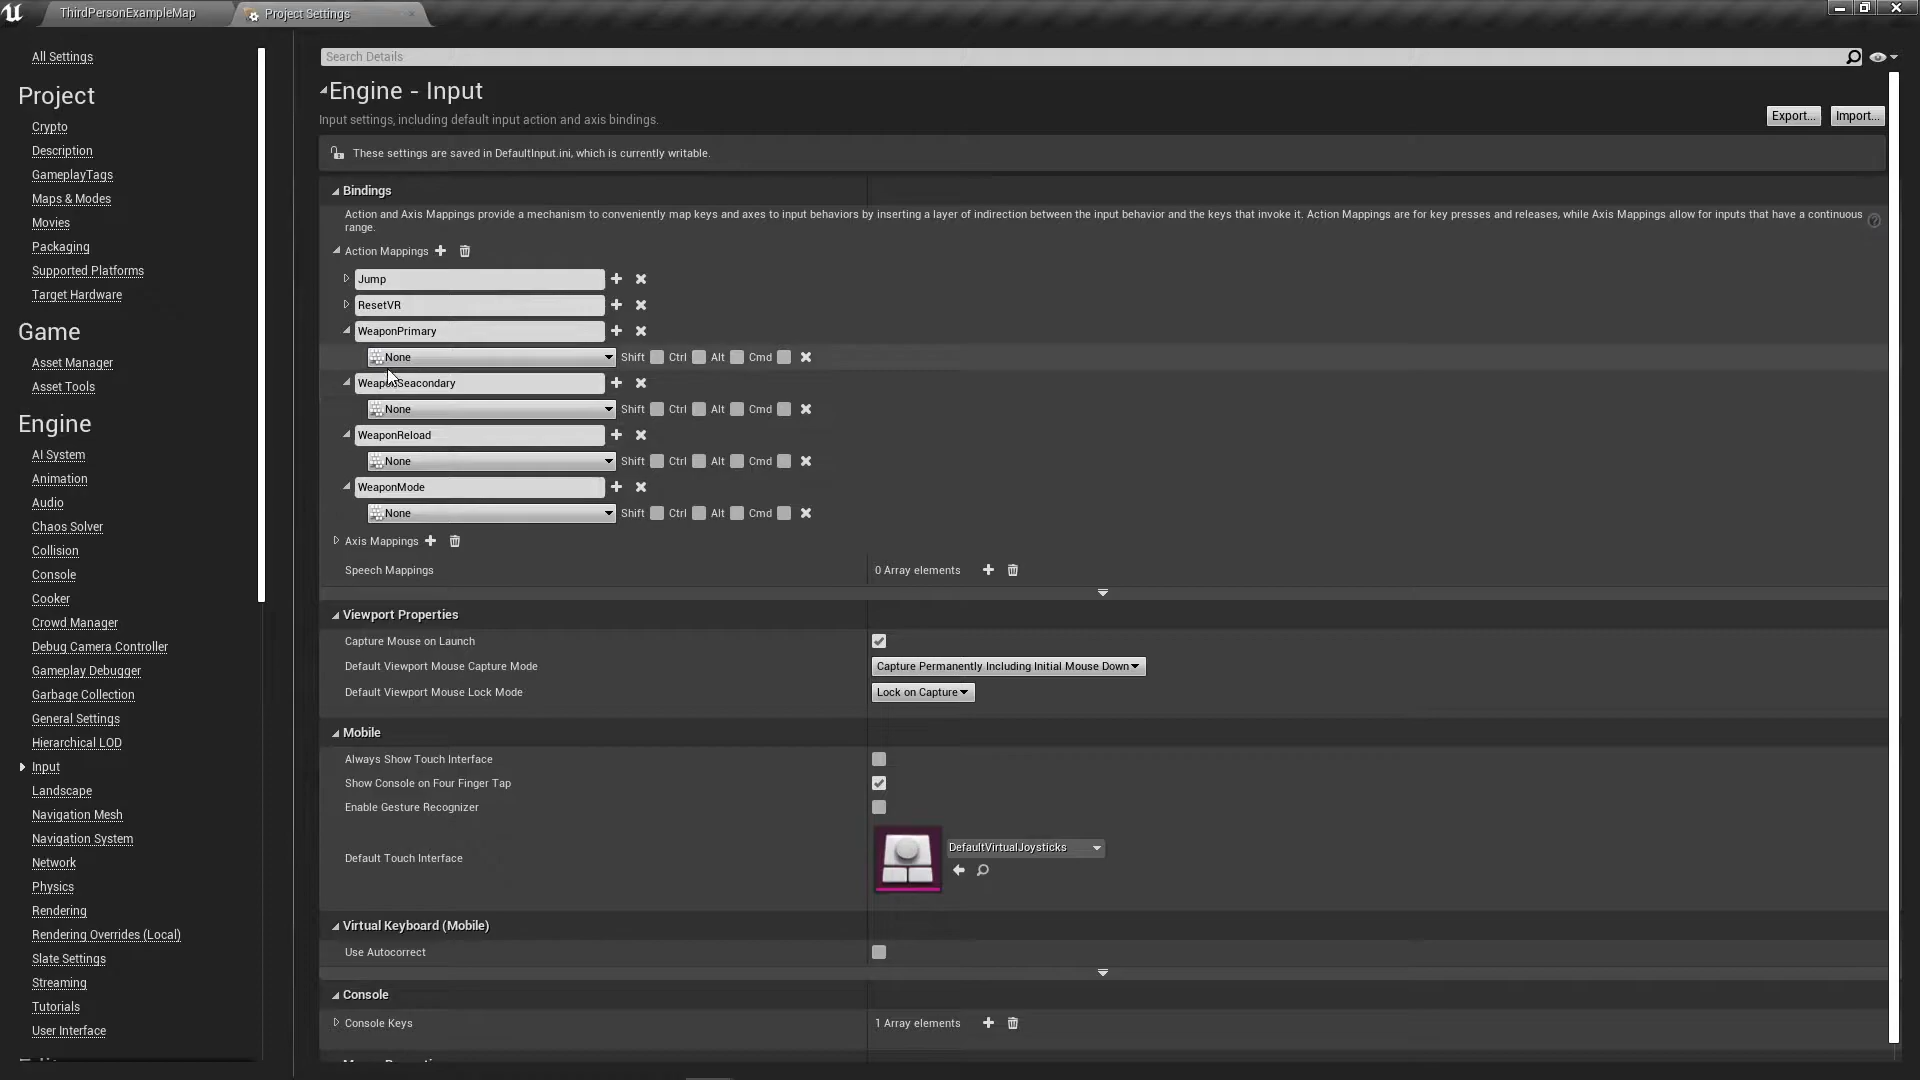 ThirdPersonExampleMap
Project Settings
All Settings
Project
Crypto
Description
GameplayTags
Maps & Modes
Movies
Packaging
Supported Platforms
Target Hardware
Game
Asset Manager
Asset Tools
Engine
AI System
Animation
Audio
Chaos Solver
Collision
Console
Cooker
Crowd Manager
Debug Camera Controller
Gameplay Debugger
Garbage Collection
General Settings
Hierarchical LOD
Input
Landscape
Navigation Mesh
Navigation System
Network
Physics
Rendering
Rendering Overrides (Local)
Slate Settings
Streaming
Tutorials
User Interface
Search Details
Engine - Input
Input settings, including default input action and axis bindings.
Export... Import...
These settings are saved in DefaultInput.ini, which is currently writable.
Bindings
Action and Axis Mappings provide a mechanism to conveniently map keys and axes to input behaviors by inserting a layer of indirection between the input behavior and the keys that invoke it. Action Mappings are for key presses and releases, while Axis Mappings allow for inputs that have a continuous
range.
Action Mappings
Jump
ResetVR
WeaponPrimary
None Shift Ctrl Alt Cmd
WeaponSeacondary
None Shift Ctrl Alt Cmd
WeaponReload
None Shift Ctrl Alt Cmd
WeaponMode
None Shift Ctrl Alt Cmd
Axis Mappings
Speech Mappings 0 Array elements
Viewport Properties
Capture Mouse on Launch
Default Viewport Mouse Capture Mode Capture Permanently Including Initial Mouse Down
Default Viewport Mouse Lock Mode Lock on Capture
Mobile
Always Show Touch Interface
Show Console on Four Finger Tap
Enable Gesture Recognizer
Default Touch Interface DefaultVirtualJoysticks
Virtual Keyboard (Mobile)
Use Autocorrect
Console
Console Keys 1 Array elements